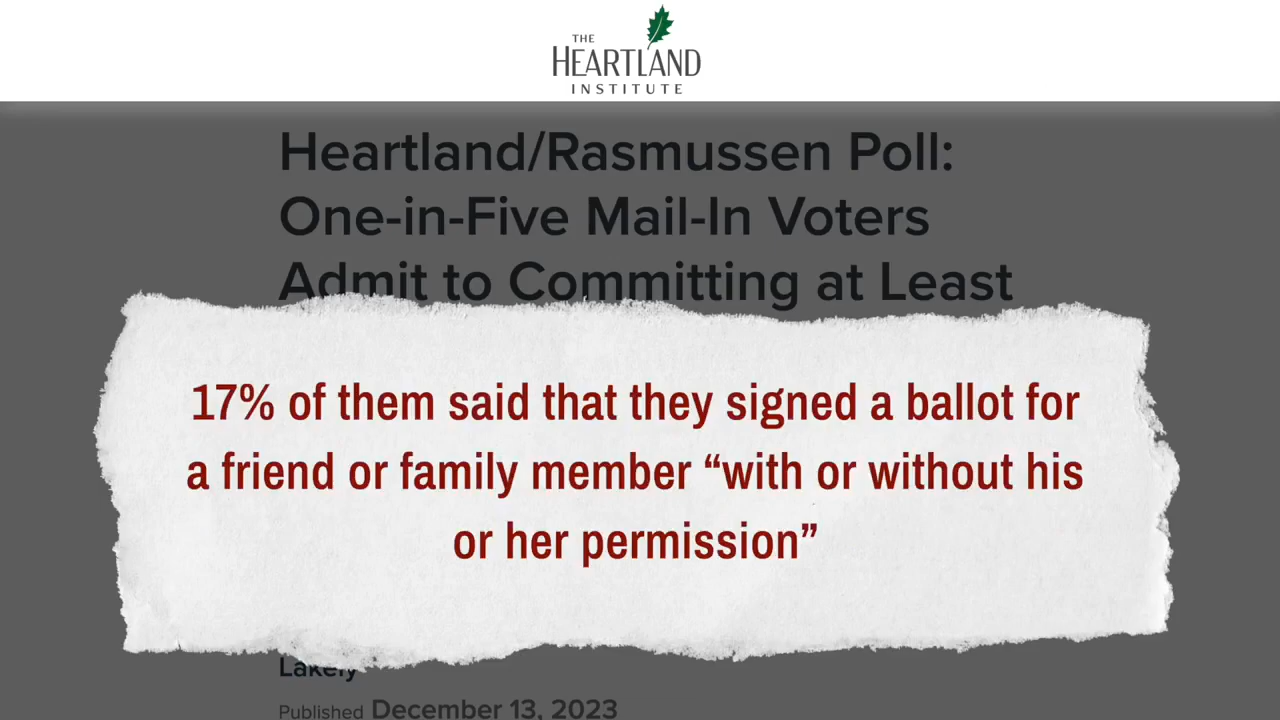 THE
HEARTLAND
INSTITUTE
Heartland/Rasmussen Poll:
One-in-Five Mail-In Voters
Admit to Committing at Least
17% of them said that they signed a ballot for
a friend or family member “with or without his
or her permission”
Lakely
Published December 13, 2023